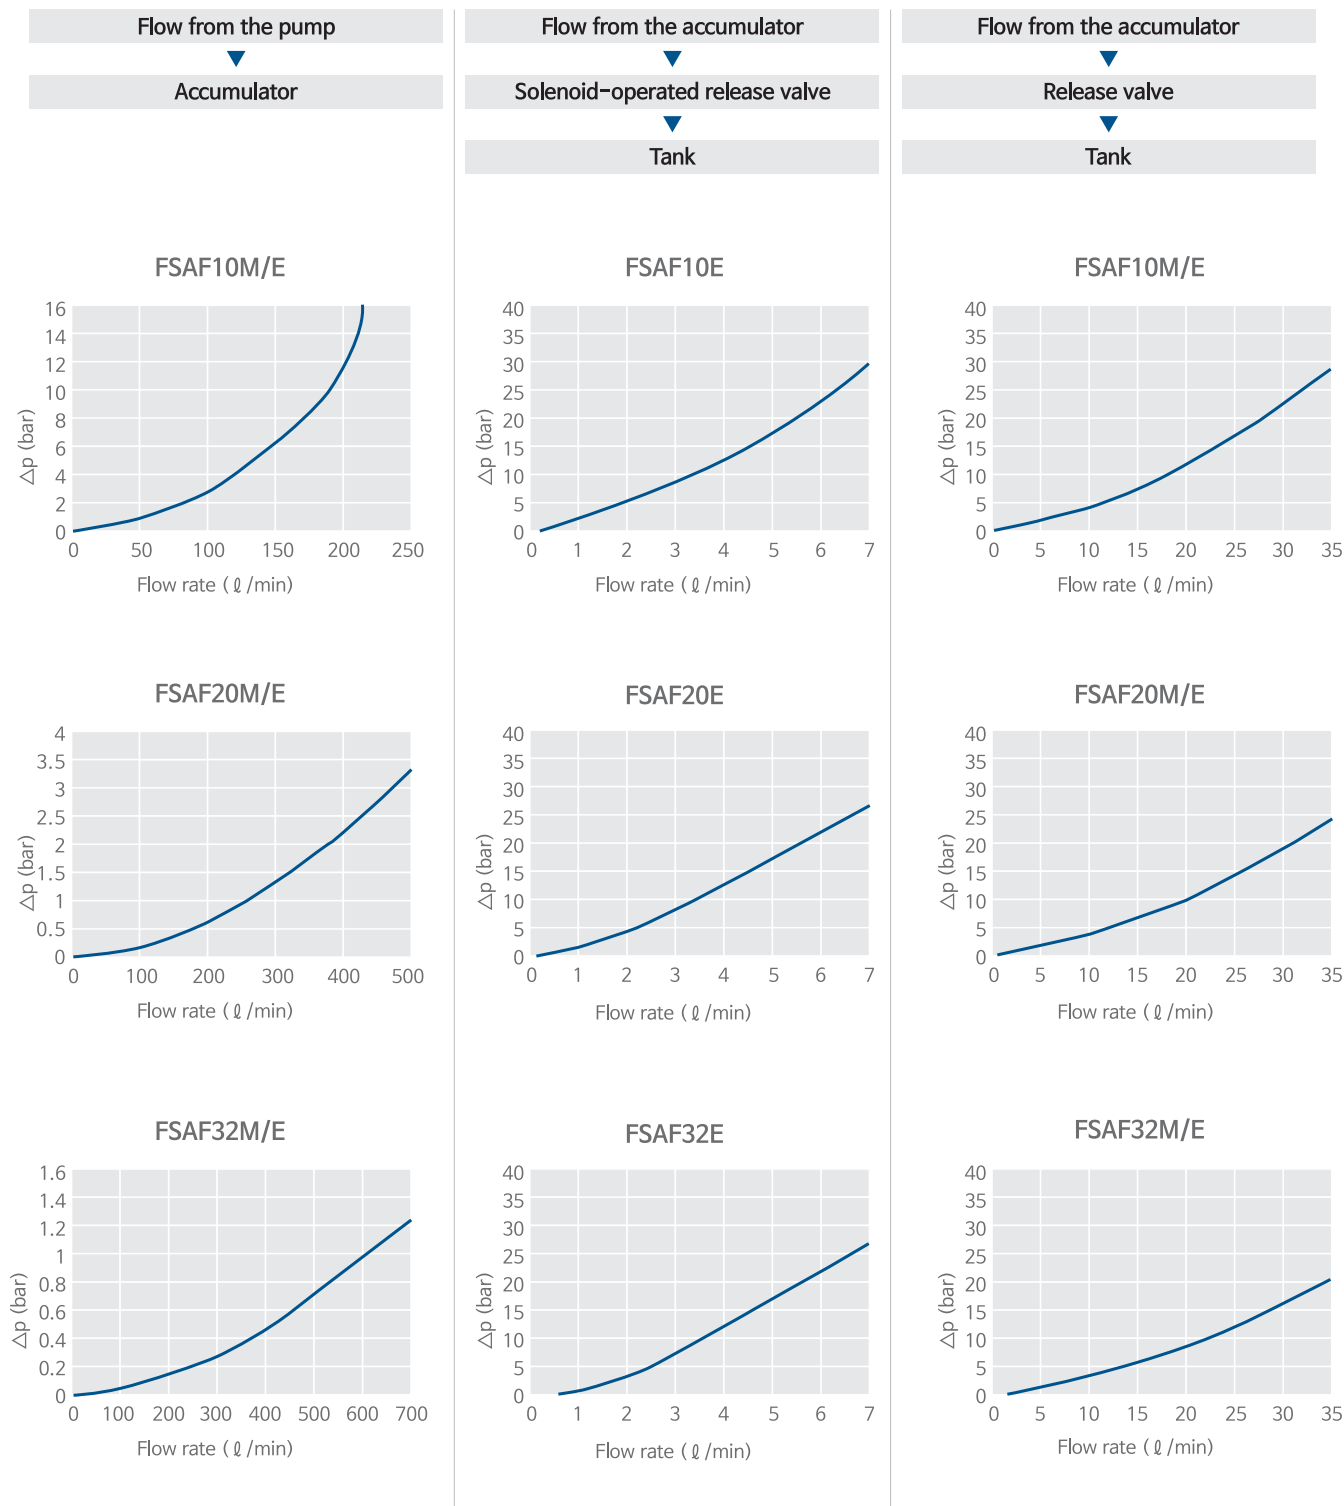 Flow from the pump
Accumulator
Flow from the accumulator
Solenoid-operated release valve
Tank
Flow from the accumulator
Release valve
Tank
FSAF10M/E
16
14
12
10
8
6
4
2
0
△p (bar)
0 50 100 150 200 250
Flow rate ( ℓ /min)
FSAF10E
40
35
30
25
20
15
10
5
0
△p (bar)
0 1 2 3 4 5 6 7
Flow rate ( ℓ /min)
FSAF10M/E
40
35
30
25
20
15
10
5
0
△p (bar)
0 5 10 15 20 25 30 35
Flow rate ( ℓ /min)
FSAF20M/E
4
3.5
3
2.5
2
1.5
1
0.5
0
△p (bar)
0 100 200 300 400 500
Flow rate ( ℓ /min)
FSAF20E
40
35
30
25
20
15
10
5
0
△p (bar)
0 1 2 3 4 5 6 7
Flow rate ( ℓ /min)
FSAF20M/E
40
35
30
25
20
15
10
5
0
△p (bar)
0 5 10 15 20 25 30 35
Flow rate ( ℓ /min)
FSAF32M/E
1.6
1.4
1.2
1
0.8
0.6
0.4
0.2
0
△p (bar)
0 100 200 300 400 500 600 700
Flow rate ( ℓ /min)
FSAF32E
40
35
30
25
20
15
10
5
0
△p (bar)
0 1 2 3 4 5 6 7
Flow rate ( ℓ /min)
FSAF32M/E
40
35
30
25
20
15
10
5
0
△p (bar)
0 5 10 15 20 25 30 35
Flow rate ( ℓ /min)